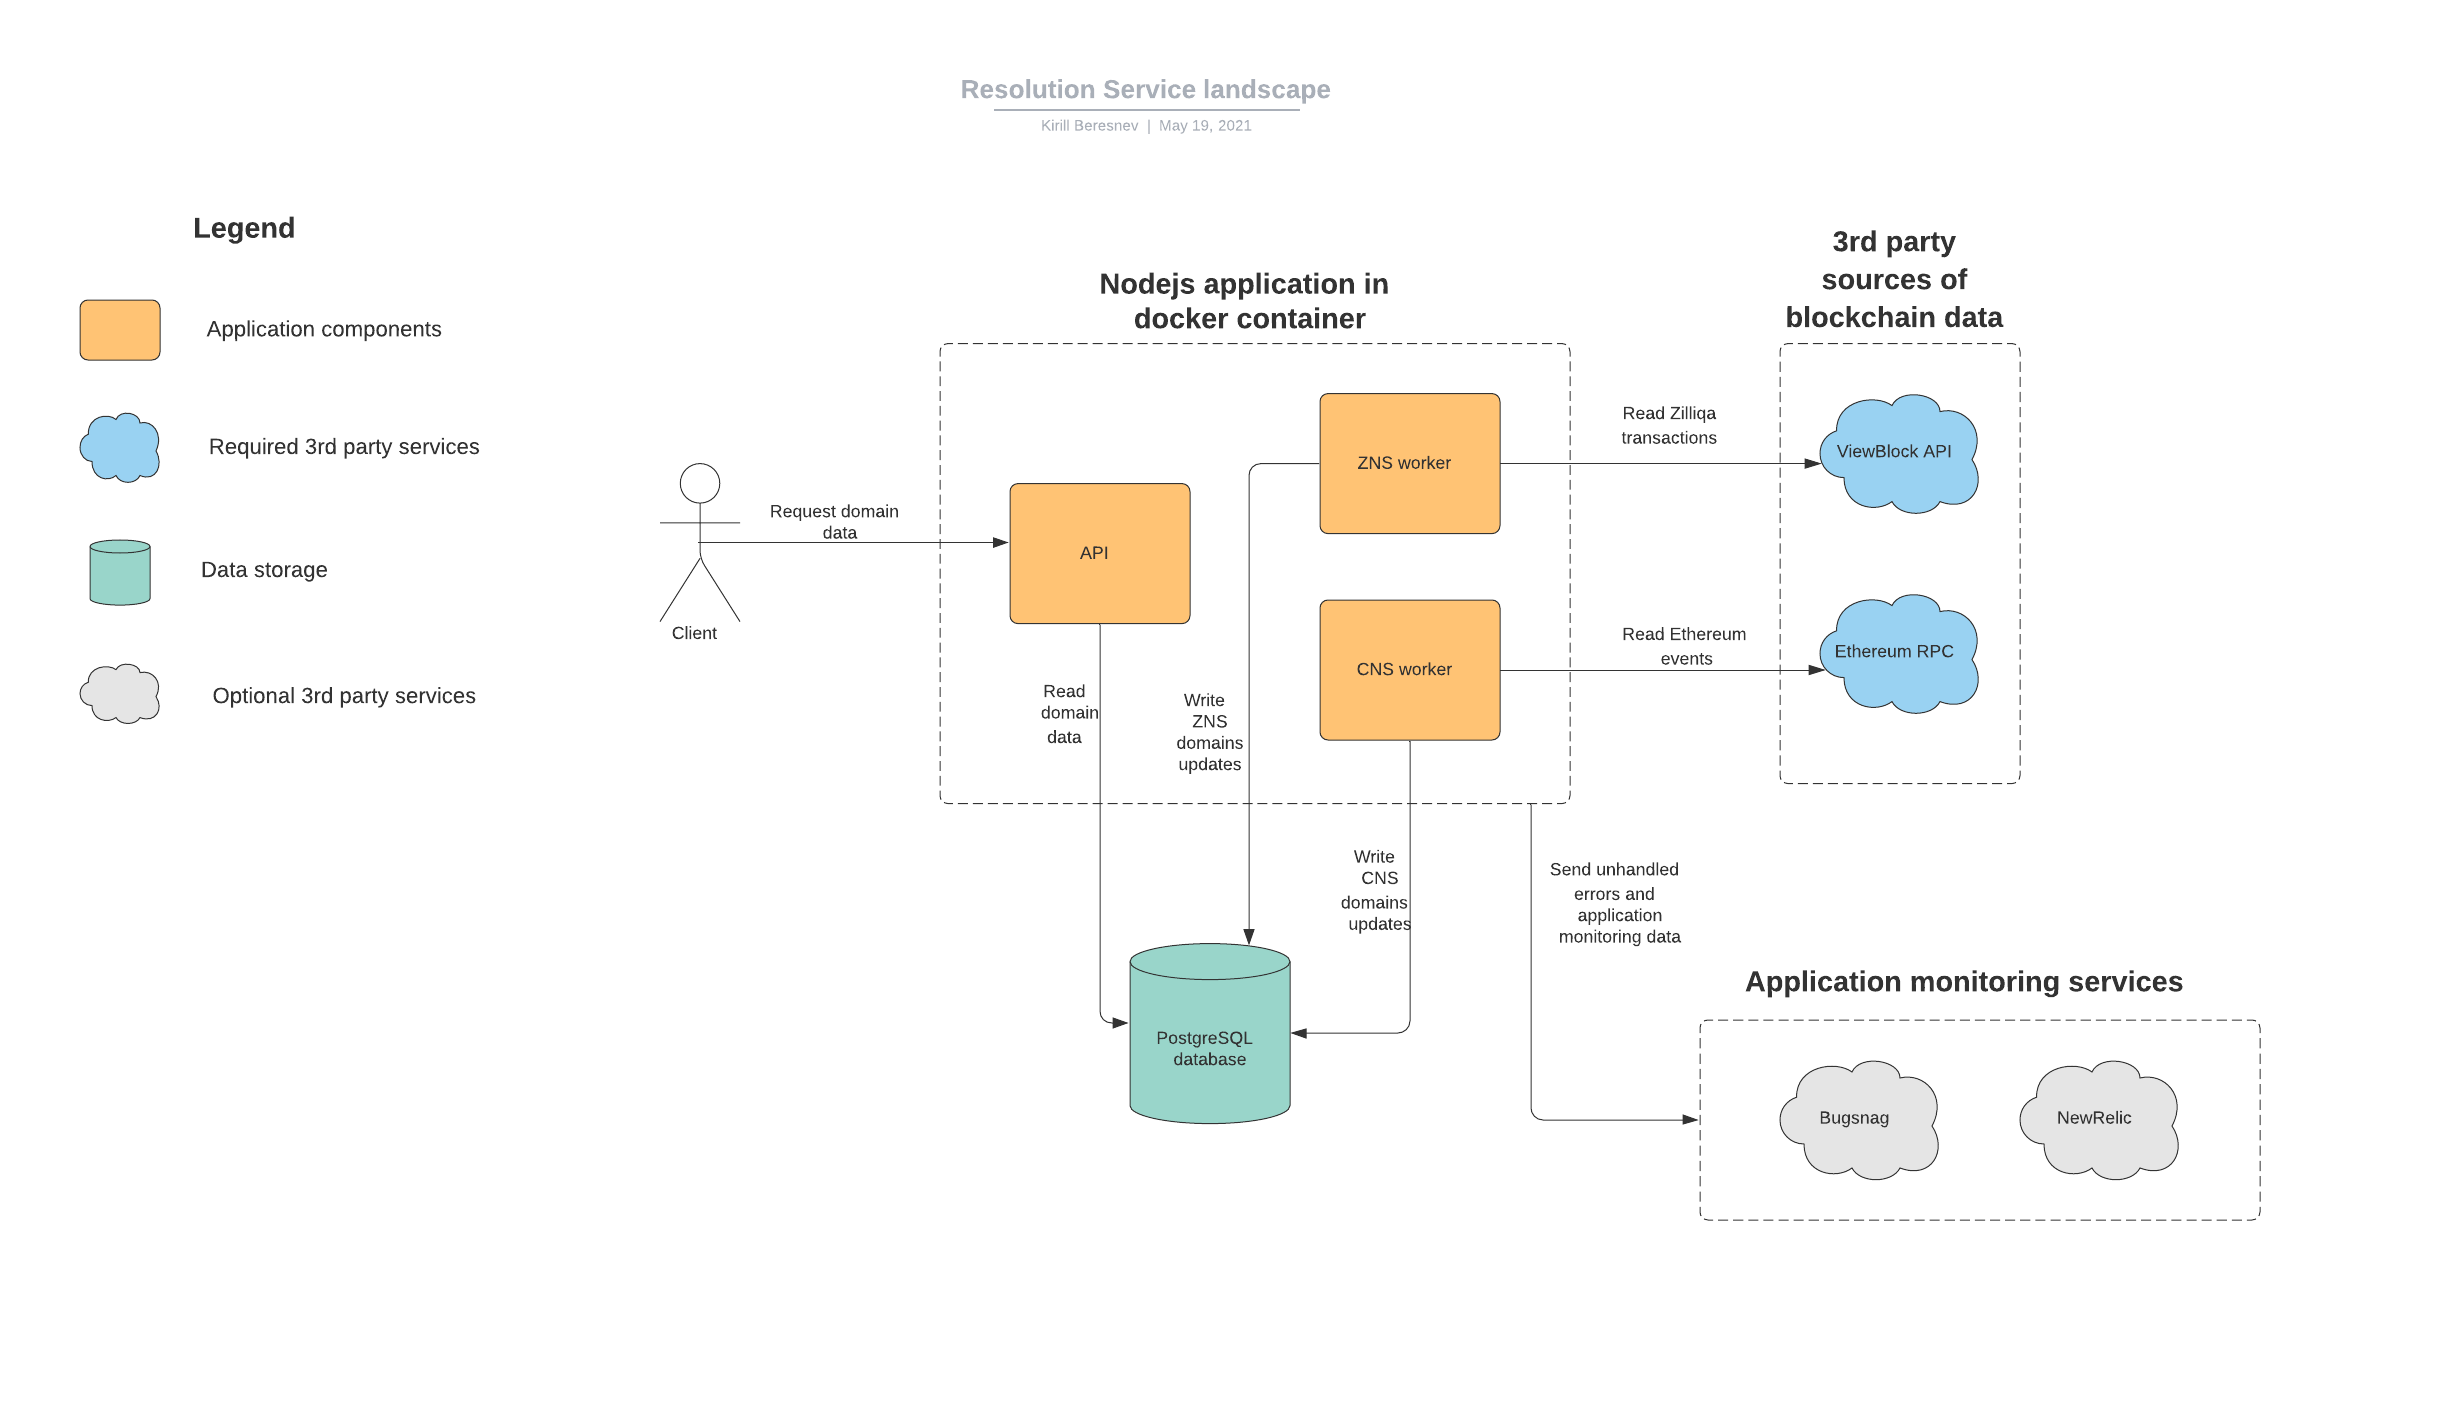 Resolution Service landscape
Kirill Beresnev | May 19, 2021
Legend
Application components
Required 3rd party services
Data storage
Optional 3rd party services
Client
Request domain
data
Nodejs application in
docker container
API
ZNS worker
CNS worker
Read
domain
data
Write
ZNS
domains
updates
Write
CNS
domains
updates
PostgreSQL
database
Read Zilliqa
transactions
Read Ethereum
events
3rd party
sources of
blockchain data
ViewBlock API
Ethereum RPC
Send unhandled
errors and
application
monitoring data
Application monitoring services
Bugsnag
NewRelic